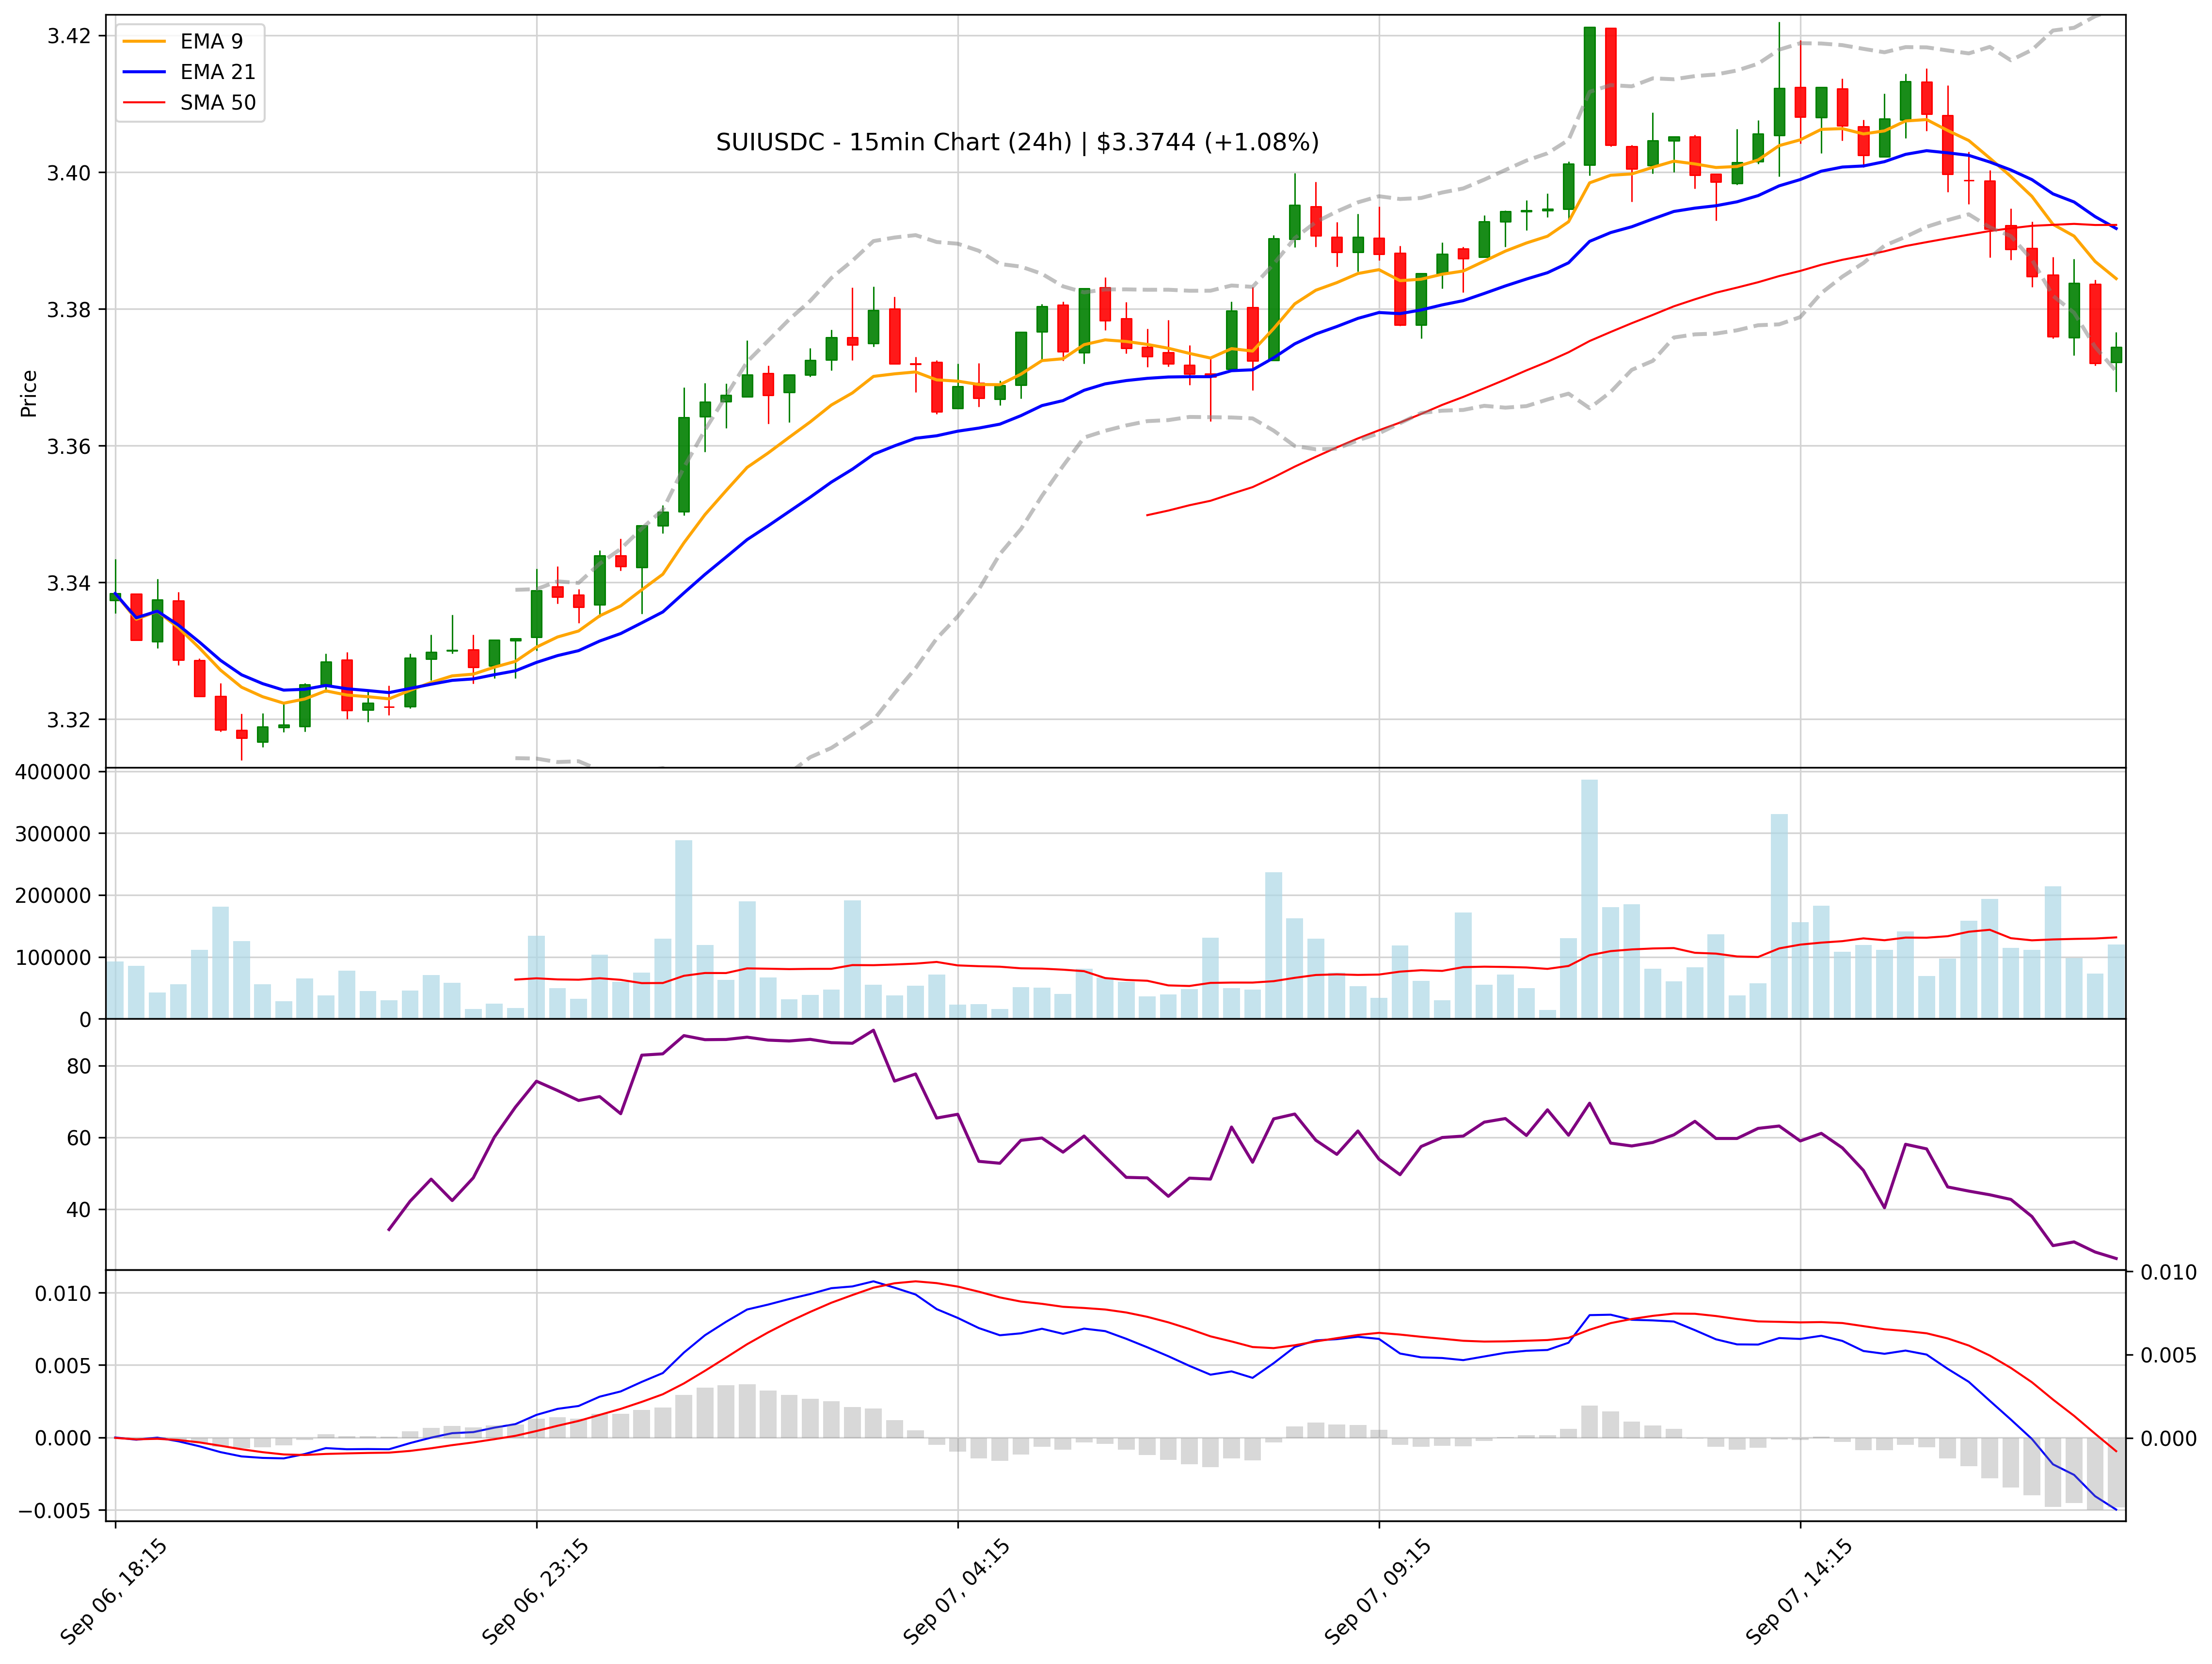 EMA 9
EMA 21
SMA 50
SUIUSDC - 15min Chart (24h) | $3.3744 (+1.08%)
Price
3.42
3.40
3.38
3.36
3.34
3.32
400000
300000
200000
100000
0
80
60
40
0.010
0.005
0.000
−0.005
0.010
0.005
0.000
Sep 06, 18:15
Sep 06, 23:15
Sep 07, 04:15
Sep 07, 09:15
Sep 07, 14:15